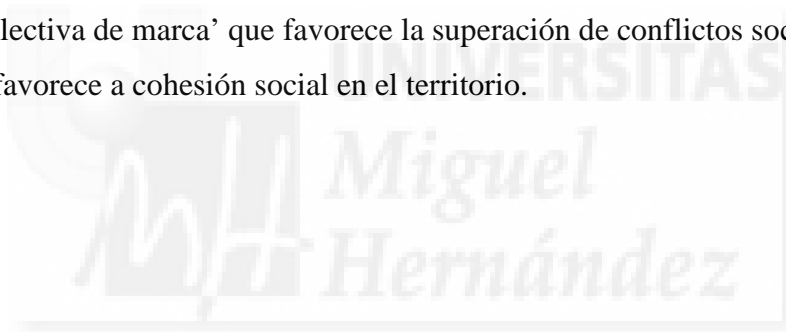 lectiva de marca’ que favorece la superación de conflictos soc
favorece a cohesión social en el territorio.
UNIVERSITAS
Miguel
Hernández